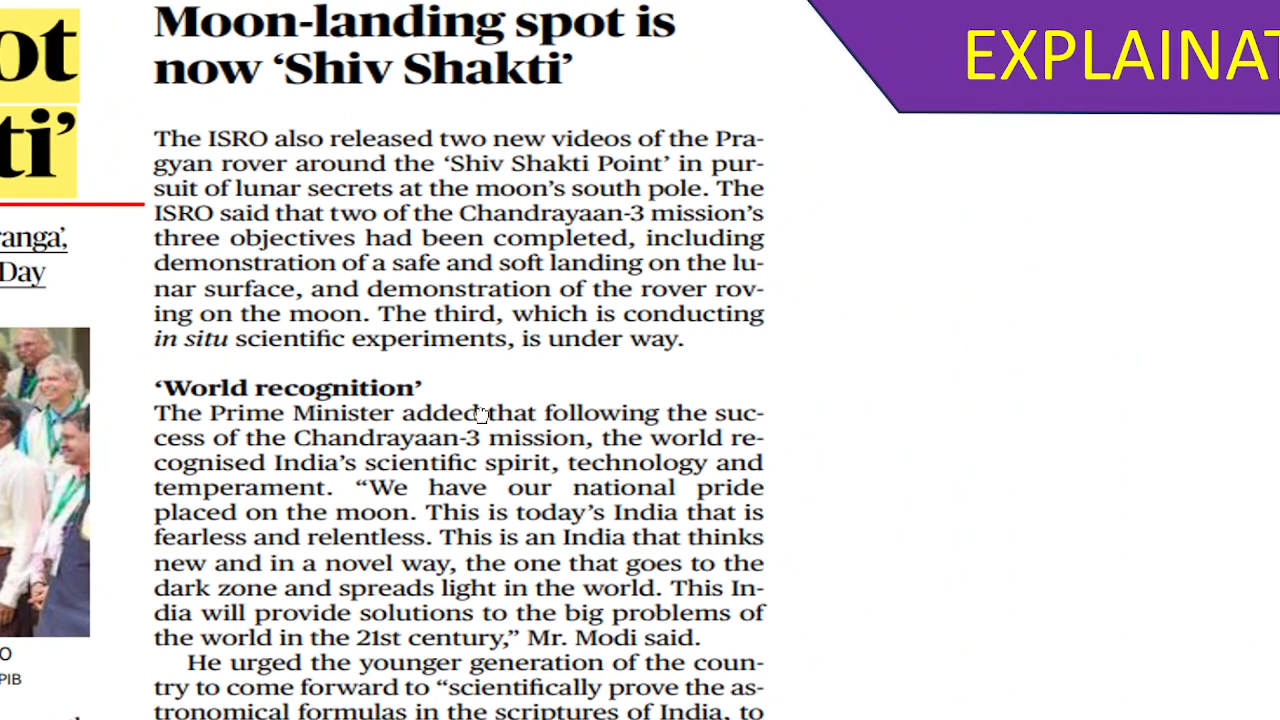 ot
ti’
ranga’,
Day
O
PIB
Moon-landing spot is
now ‘Shiv Shakti’
The ISRO also released two new videos of the Pra-
gyan rover around the ‘Shiv Shakti Point’ in pur-
suit of lunar secrets at the moon’s south pole. The
ISRO said that two of the Chandrayaan-3 mission’s
three objectives had been completed, including
demonstration of a safe and soft landing on the lu-
nar surface, and demonstration of the rover rov-
ing on the moon. The third, which is conducting
in situ scientific experiments, is under way.
‘World recognition’
The Prime Minister added that following the suc-
cess of the Chandrayaan-3 mission, the world re-
cognised India’s scientific spirit, technology and
temperament. “We have our national pride
placed on the moon. This is today’s India that is
fearless and relentless. This is an India that thinks
new and in a novel way, the one that goes to the
dark zone and spreads light in the world. This In-
dia will provide solutions to the big problems of
the world in the 21st century,” Mr. Modi said.
He urged the younger generation of the coun-
try to come forward to “scientifically prove the as-
tronomical formulas in the scriptures of India, to
EXPLAINAT